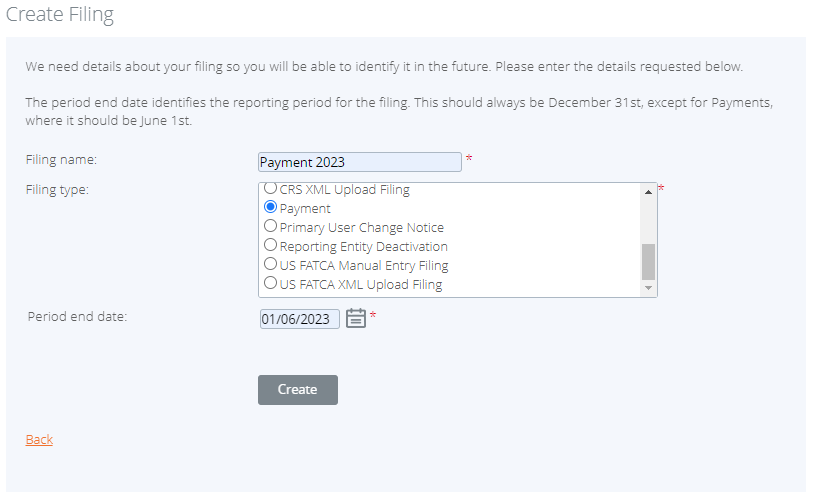 Create Filing
We need details about your filing so you will be able to identify it in the future. Please enter the details requested below.
The period end date identifies the reporting period for the filing. This should always be December 31st, except for Payments,
where it should be June 1st.
Filing name:
Payment 2023 *
Filing type:
CRS XML Upload Filing *
Payment
Primary User Change Notice
Reporting Entity Deactivation
US FATCA Manual Entry Filing
US FATCA XML Upload Filing
Period end date:
01/06/2023 *
Create
Back